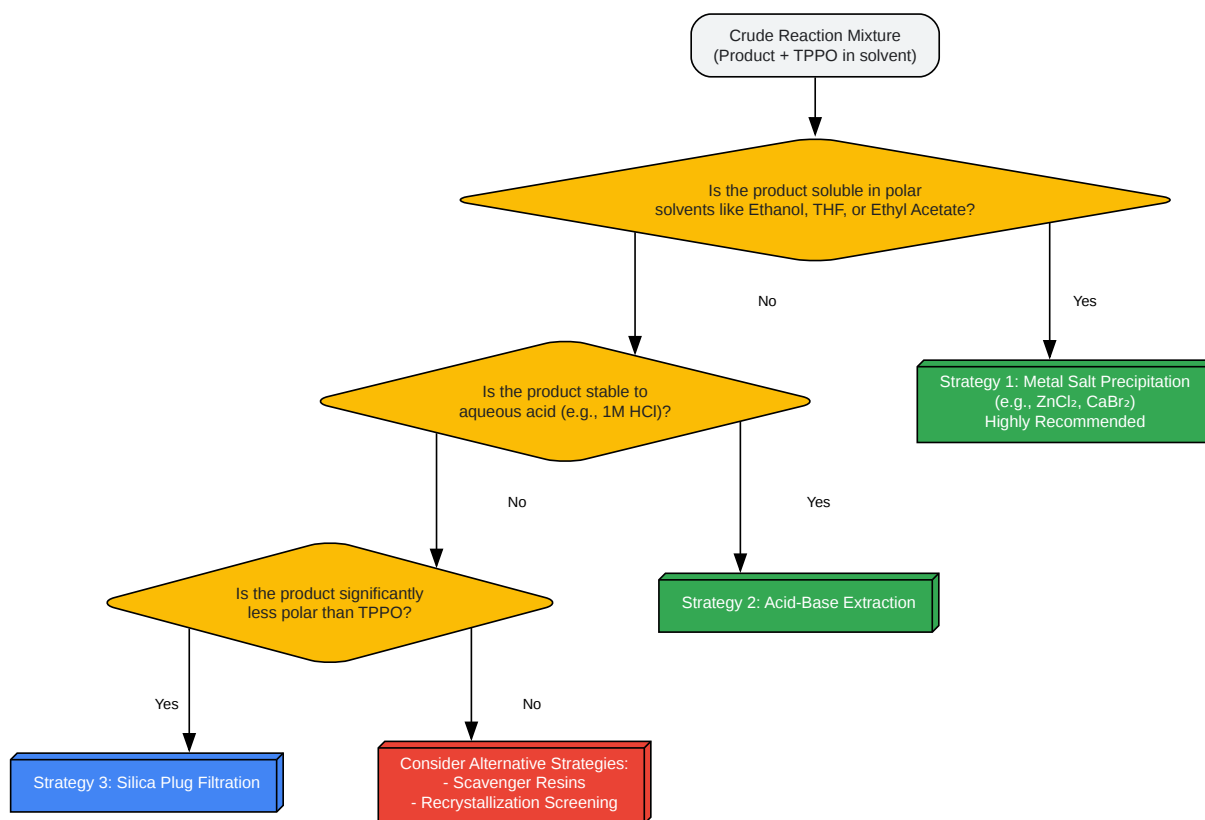 Crude Reaction Mixture
(Product + TPPO in solvent)
Is the product soluble in polar
solvents like Ethanol, THF, or Ethyl Acetate?
No
Yes
Strategy 1: Metal Salt Precipitation
(e.g., ZnCl₂, CaBr₂)
Highly Recommended
Is the product stable to
aqueous acid (e.g., 1M HCl)?
No
Yes
Strategy 2: Acid-Base Extraction
Is the product significantly
less polar than TPPO?
Yes
No
Strategy 3: Silica Plug Filtration
Consider Alternative Strategies:
- Scavenger Resins
- Recrystallization Screening